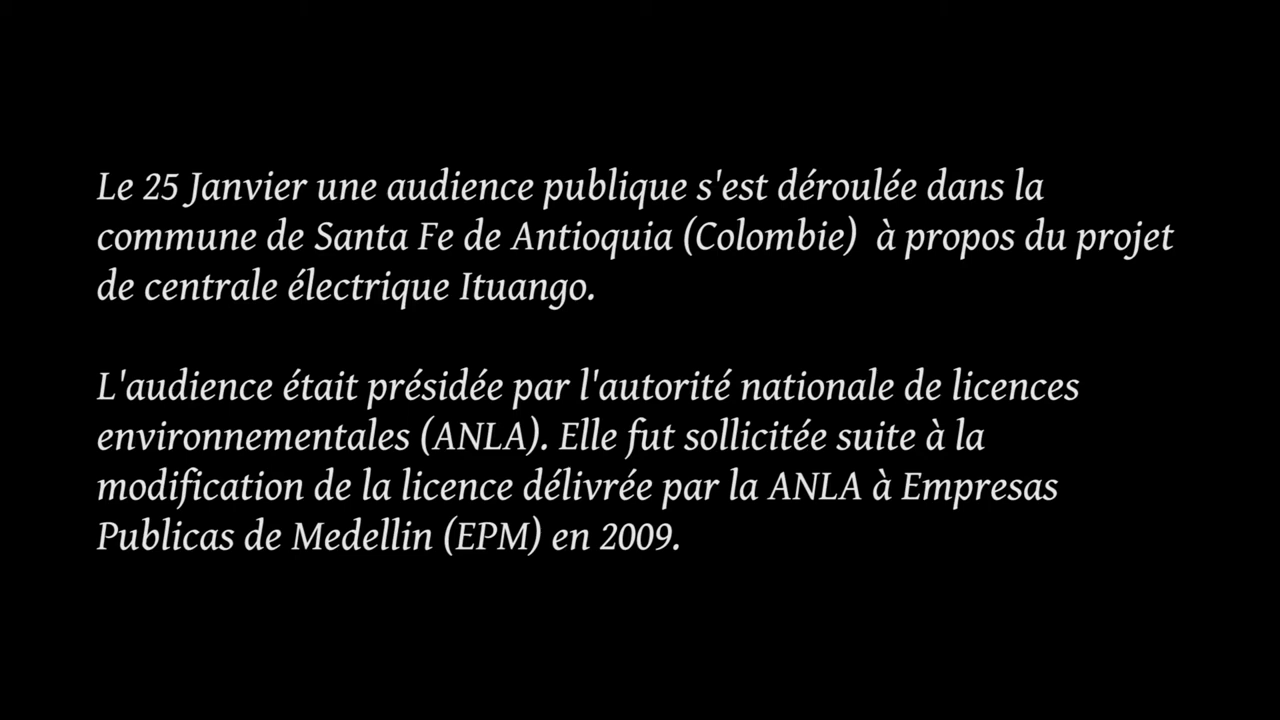 Le 25 Janvier une audience publique s'est déroulée dans la
commune de Santa Fe de Antioquia (Colombie)  à propos du projet
de centrale électrique Ituango.
L'audience était présidée par l'autorité nationale de licences
environnementales (ANLA). Elle fut sollicitée suite à la
modification de la licence délivrée par la ANLA à Empresas
Publicas de Medellin (EPM) en 2009.